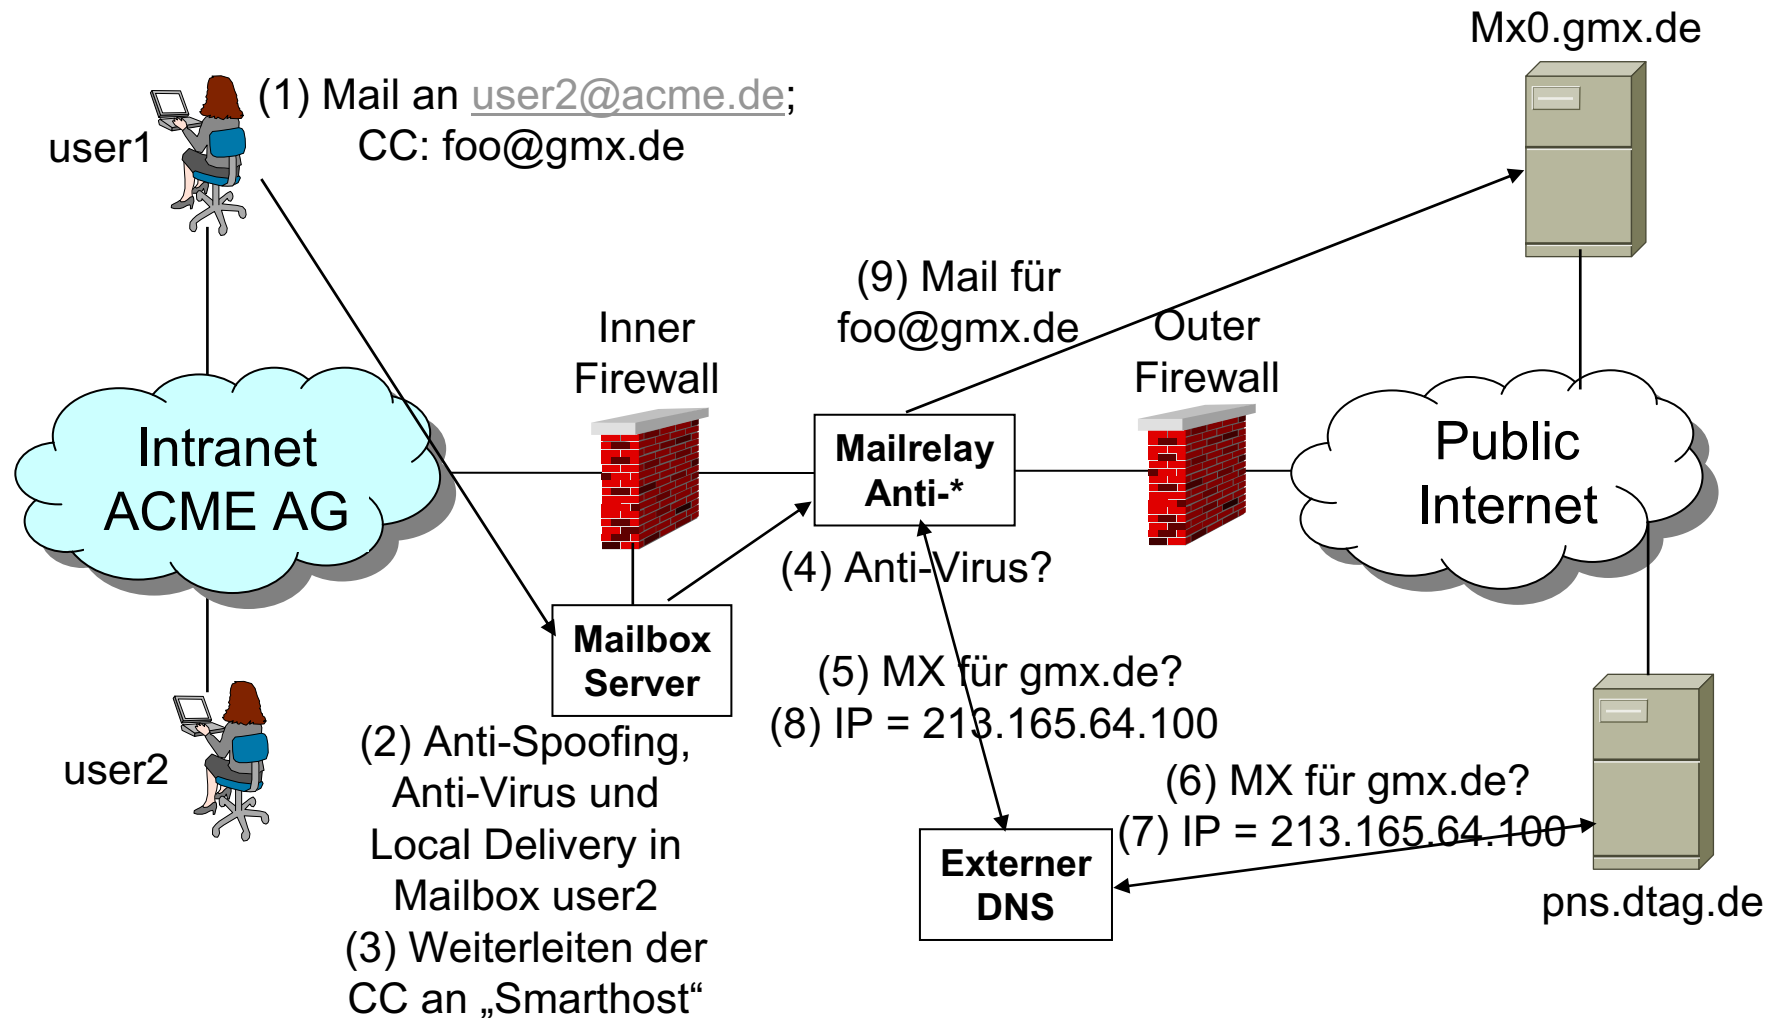 Mx0.gmx.de
(1) Mail an user2@acme.de;
CC: foo@gmx.de
user1
(9) Mail für
foo@gmx.de
Inner
Firewall
Outer
Firewall
Intranet
ACME AG
Mailrelay
Anti-*
Public
Internet
(4) Anti-Virus?
Mailbox
Server
(5) MX für gmx.de?
(8) IP = 213.165.64.100
user2
(2) Anti-Spoofing,
Anti-Virus und
Local Delivery in
Mailbox user2
(3) Weiterleiten der
CC an „Smarthost“
(6) MX für gmx.de?
(7) IP = 213.165.64.100
Externer
DNS
pns.dtag.de